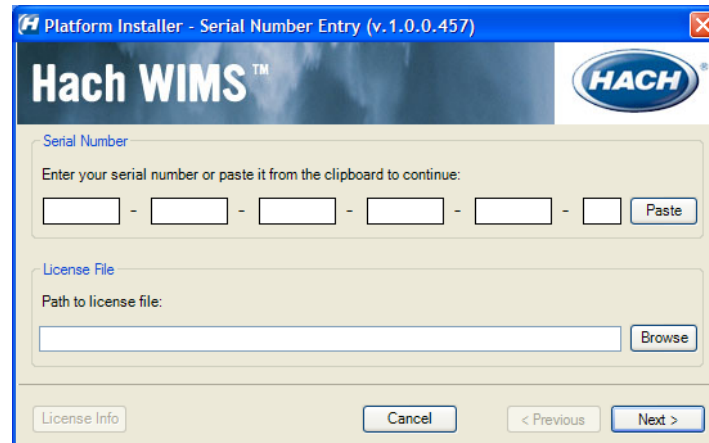 Platform Installer - Serial Number Entry (v.1.0.0.457)
Hach WIMS™
HACH®
Serial Number
Enter your serial number or paste it from the clipboard to continue:
- - - - - Paste
License File
Path to license file:
Browse
License Info Cancel < Previous Next >